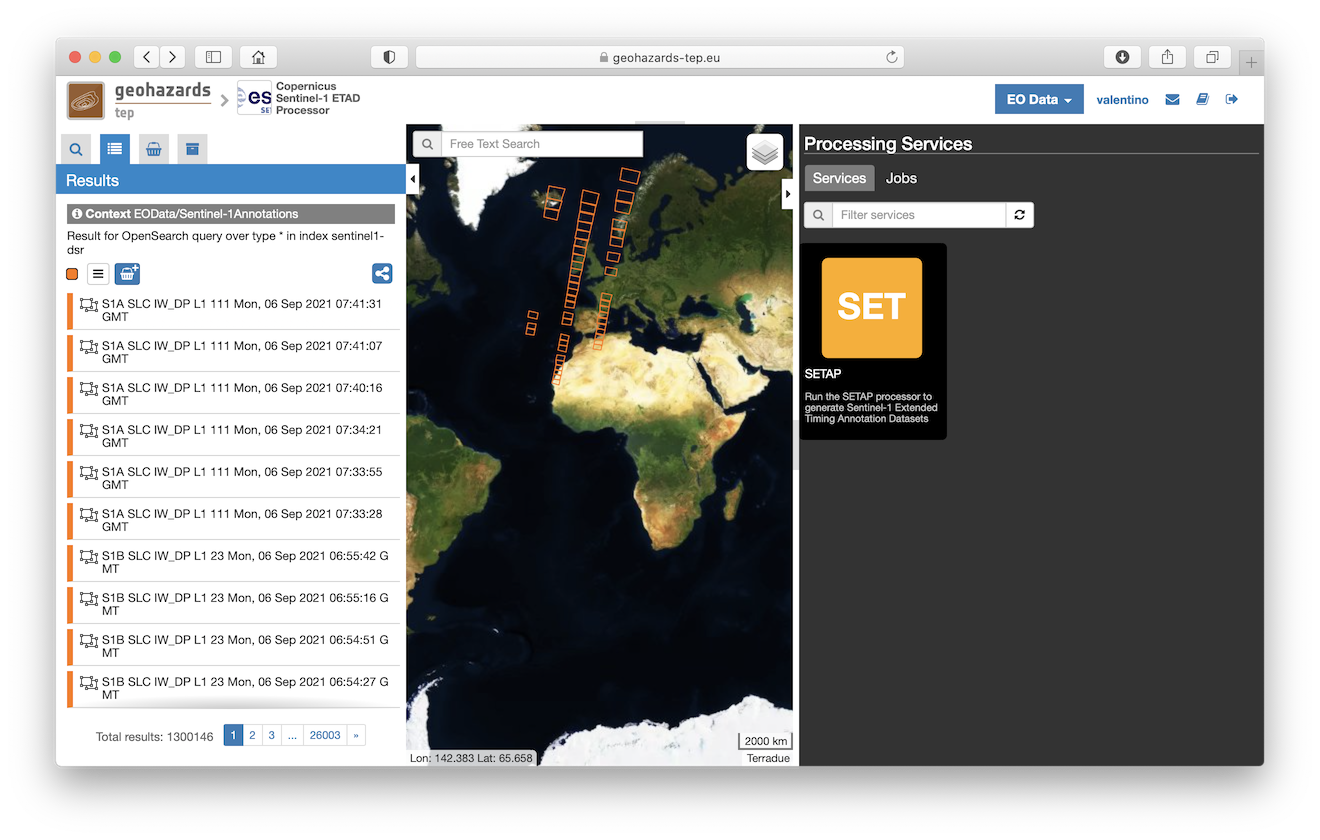 geohazards-tep.eu
geohazards
tep
esa
SET
Copernicus
Sentinel-1 ETAD
Processor
EO Data
valentino
Results
Context EOData/Sentinel-1Annotations
Result for OpenSearch query over type * in index sentinel1-
dsr
S1A SLC IW_DP L1 111 Mon, 06 Sep 2021 07:41:31
GMT
S1A SLC IW_DP L1 111 Mon, 06 Sep 2021 07:41:07
GMT
S1A SLC IW_DP L1 111 Mon, 06 Sep 2021 07:40:16
GMT
S1A SLC IW_DP L1 111 Mon, 06 Sep 2021 07:34:21
GMT
S1A SLC IW_DP L1 111 Mon, 06 Sep 2021 07:33:55
GMT
S1A SLC IW_DP L1 111 Mon, 06 Sep 2021 07:33:28
GMT
S1B SLC IW_DP L1 23 Mon, 06 Sep 2021 06:55:42 G
MT
S1B SLC IW_DP L1 23 Mon, 06 Sep 2021 06:55:16 G
MT
S1B SLC IW_DP L1 23 Mon, 06 Sep 2021 06:54:51 G
MT
S1B SLC IW_DP L1 23 Mon, 06 Sep 2021 06:54:27 G
MT
Total results: 1300146 1 2 3 ... 26003 »
Free Text Search
2000 km
Lon: 142.383 Lat: 65.658
Terradue
Processing Services
Services Jobs
Filter services
SET
SETAP
Run the SETAP processor to
generate Sentinel-1 Extended
Timing Annotation Datasets